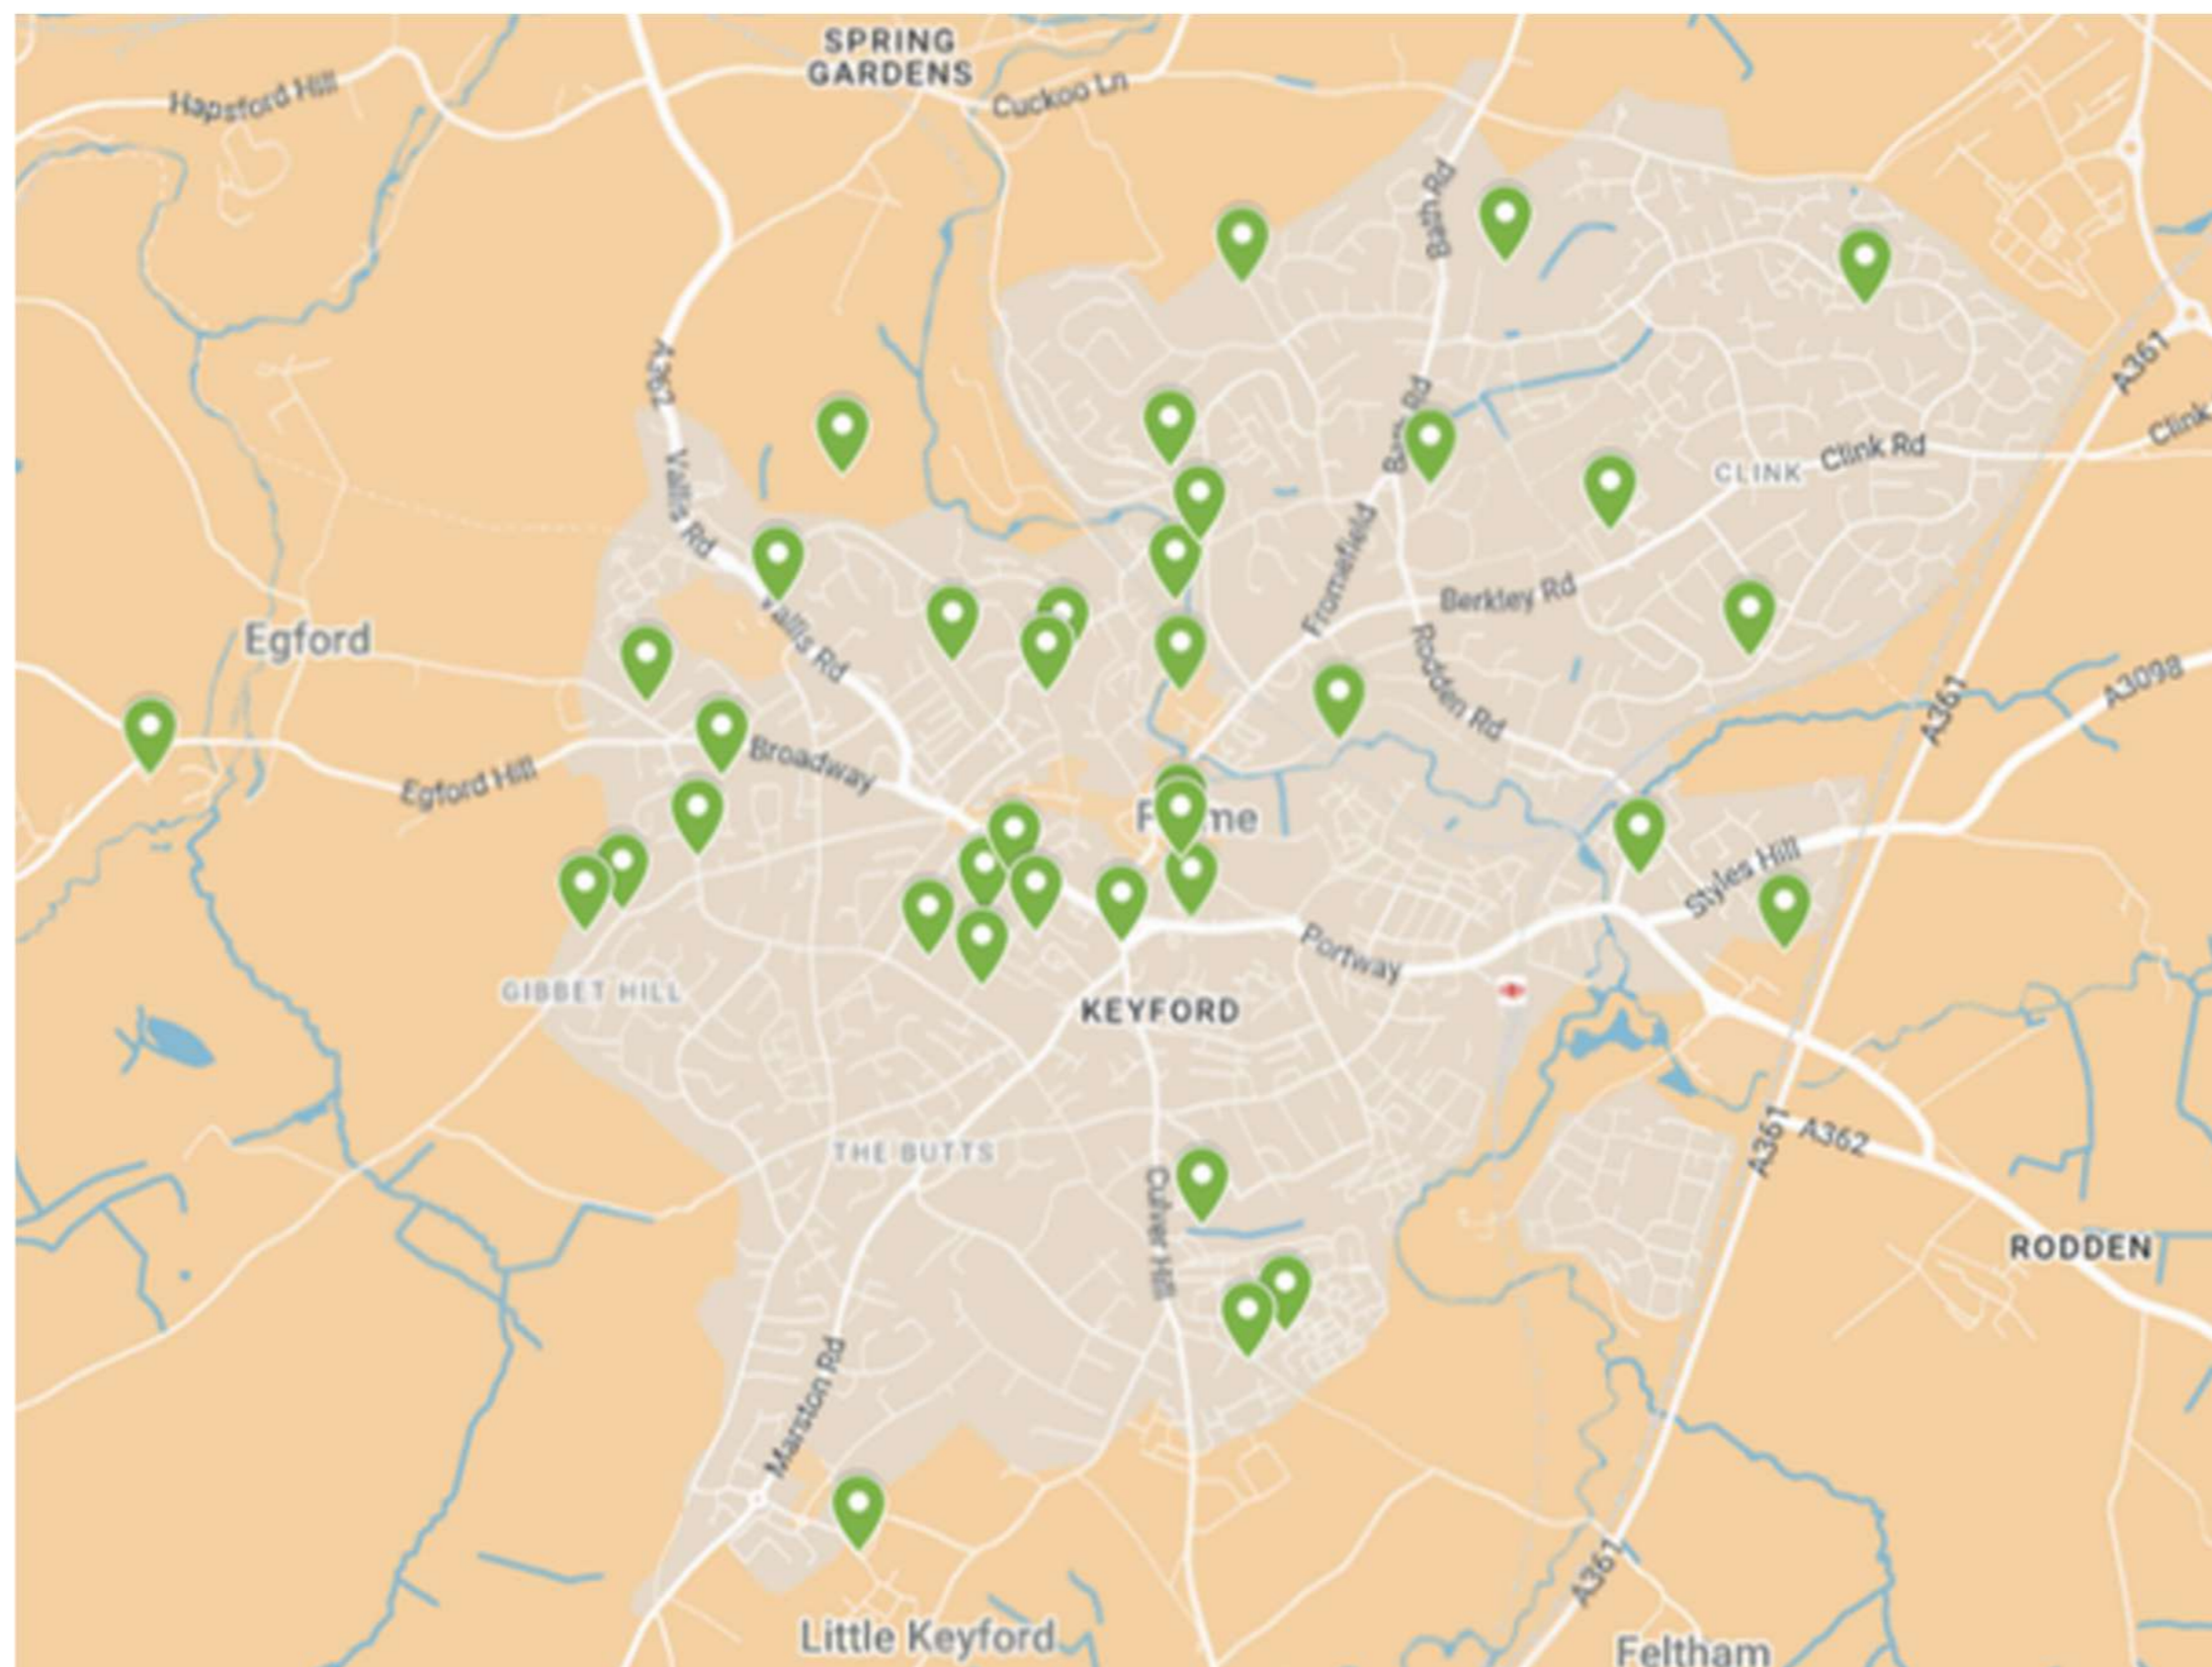 SPRING
GARDENS
Hapsford Hill
Cuckoo Ln
Bath Rd
A362
A361
Rd
Clink
Clink Rd
CLINK
Vallis Rd
Fromefield
Berkley Rd
Vallis Rd
Egford
Rodden Rd
A3098
A361
Broadway
Egford Hill
Styles Hill
Portway
GIBBET HILL
KEYFORD
THE BUTTS
A361
A362
Culver Hill
RODDEN
Marston Rd
A361
Little Keyford
Feltham